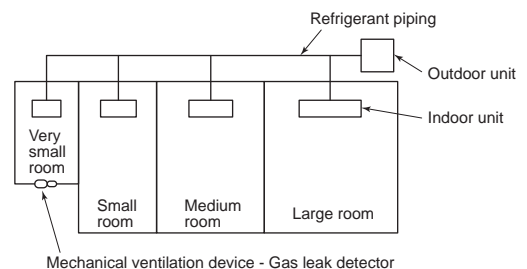 Refrigerant piping
Outdoor unit
Indoor unit
Very
small
room
Small
room
Medium
room
Large room
Mechanical ventilation device - Gas leak detector